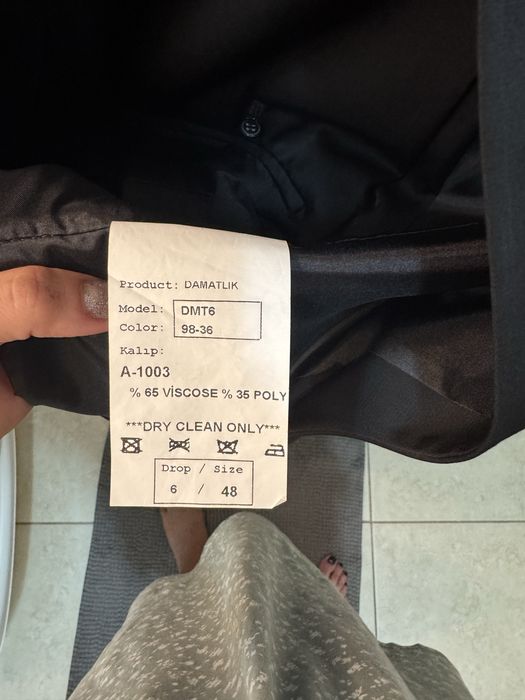 Product: DAMATLIK
Model: DMT6
Color: 98-36
Kalıp:
A-1003
% 65 VİSCOSE % 35 POLY
***DRY CLEAN ONLY***
Drop / Size
6 / 48